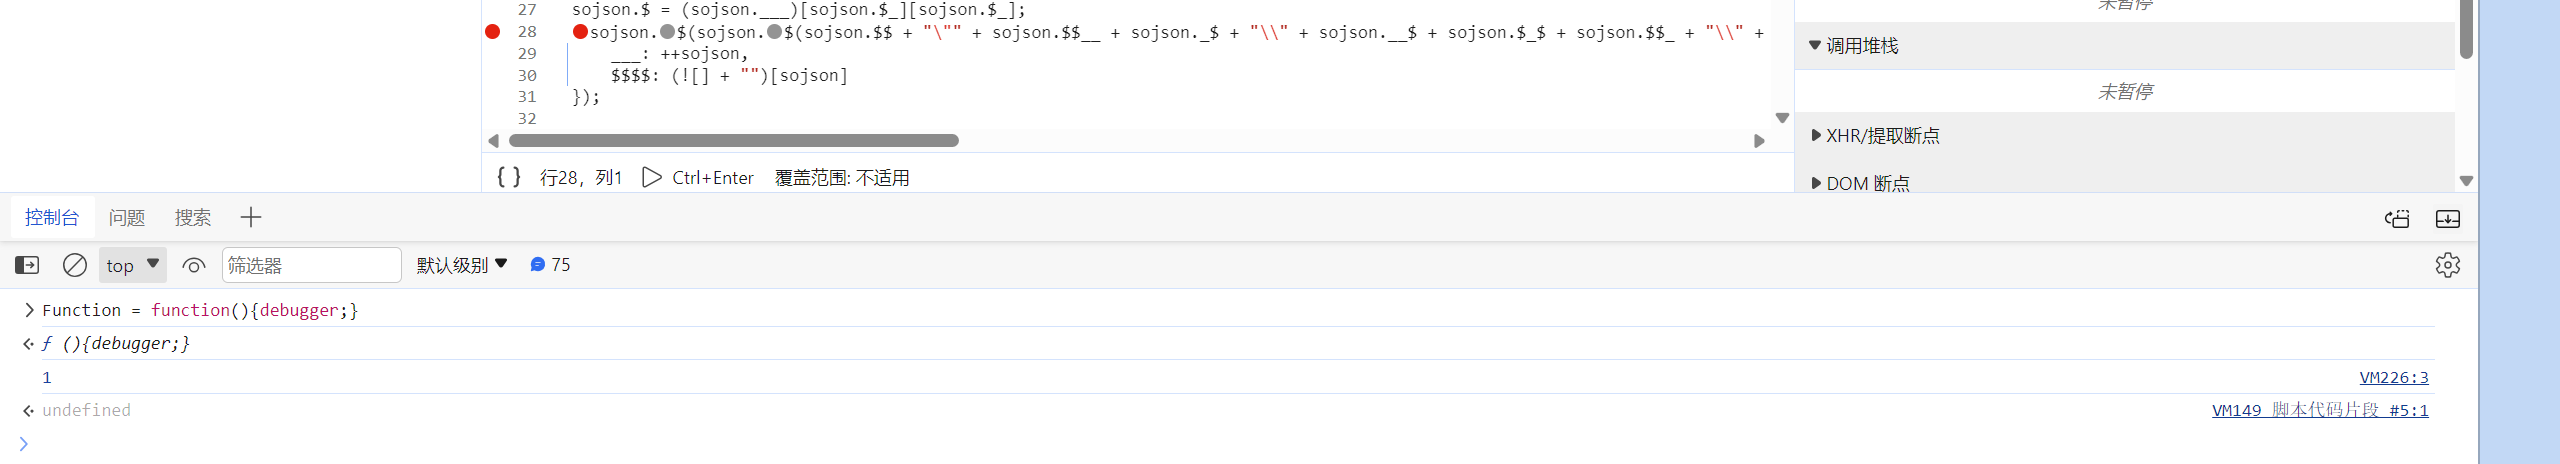 未暂停
27 sojson.$ = (sojson.___)[sojson.$_][sojson.$_];
28 sojson.$(sojson.$(sojson.$$ + "\"" + sojson.$$__ + sojson._$ + "\\" + sojson.__$ + sojson.$_$ + sojson.$$_ + "\\" +
29 ___: ++sojson,
30 $$$$: (![] + "")[sojson]
31 });
32
调用堆栈
未暂停
XHR/提取断点
DOM 断点
{ } 行28，列1 Ctrl+Enter 覆盖范围: 不适用
控制台 问题 搜索
top 筛选器 默认级别 75
Function = function(){debugger;}
ƒ (){debugger;}
1 VM226:3
undefined VM149 脚本代码片段 #5:1